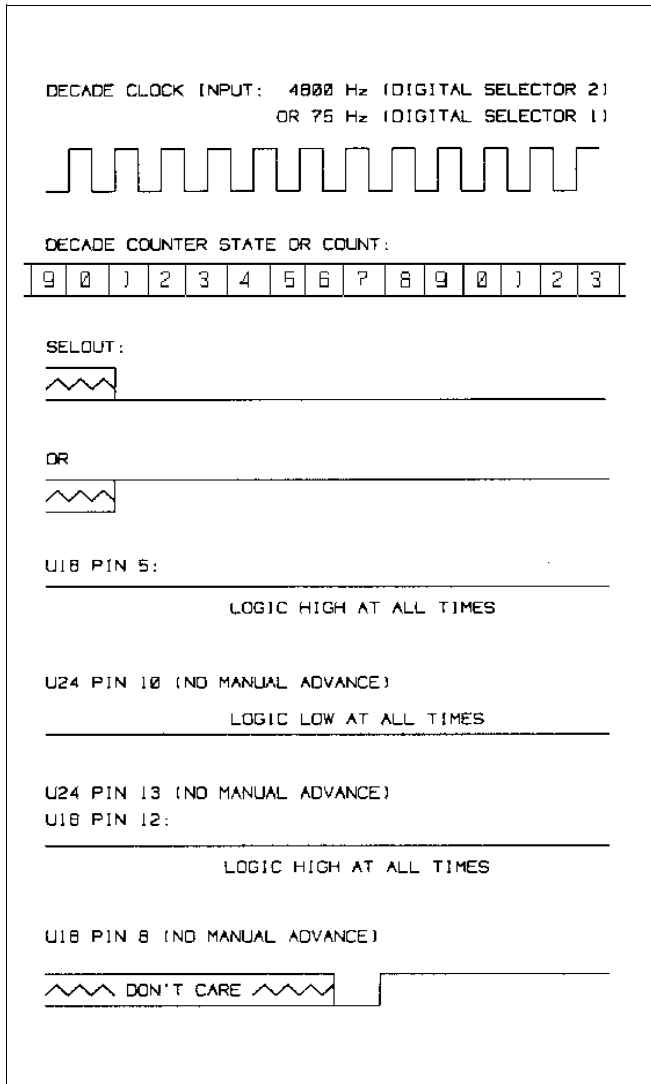 DECADE CLOCK INPUT: 4800 Hz (DIGITAL SELECTOR 2)
OR 75 Hz (DIGITAL SELECTOR 1)
DECADE COUNTER STATE OR COUNT:
9 0 1 2 3 4 5 6 7 8 9 0 1 2 3
SELOUT:
OR
U18 PIN 5:
LOGIC HIGH AT ALL TIMES
U24 PIN 10 (NO MANUAL ADVANCE)
LOGIC LOW AT ALL TIMES
U24 PIN 13 (NO MANUAL ADVANCE)
U18 PIN 12:
LOGIC HIGH AT ALL TIMES
U18 PIN 8 (NO MANUAL ADVANCE)
DON'T CARE